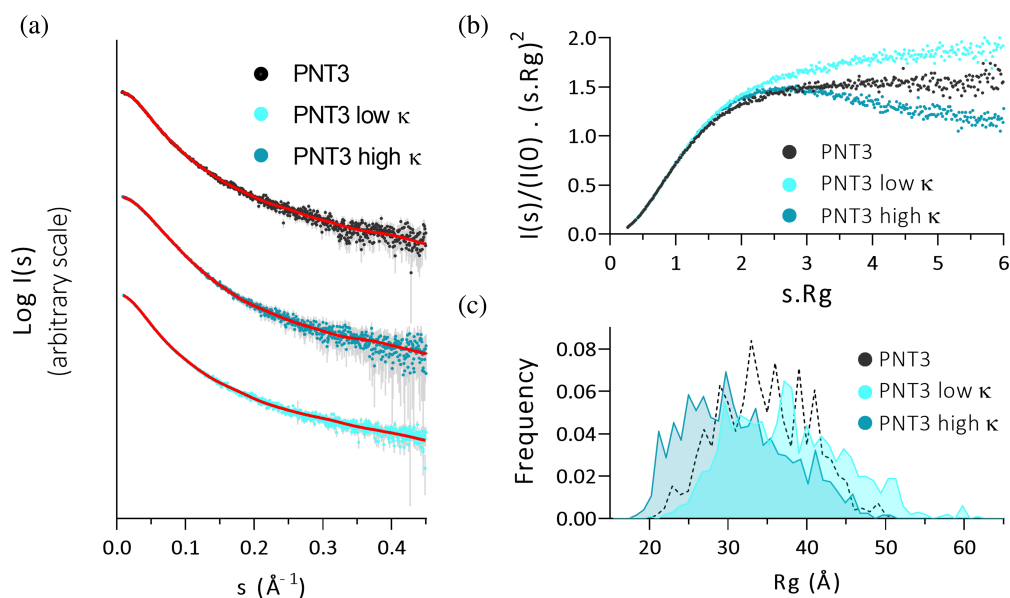 (a)
PNT3
PNT3 low κ
PNT3 high κ
Log I(s)
(arbitrary scale)
0.0 0.1 0.2 0.3 0.4
s (Å⁻¹)
(b)
I(s)/(I(0) . (s.Rg)²
2.0
1.5
1.0
0.5
0.0
PNT3
PNT3 low κ
PNT3 high κ
0 1 2 3 4 5 6
s.Rg
(c)
Frequency
0.08
0.06
0.04
0.02
0.00
PNT3
PNT3 low κ
PNT3 high κ
20 30 40 50 60
Rg (Å)